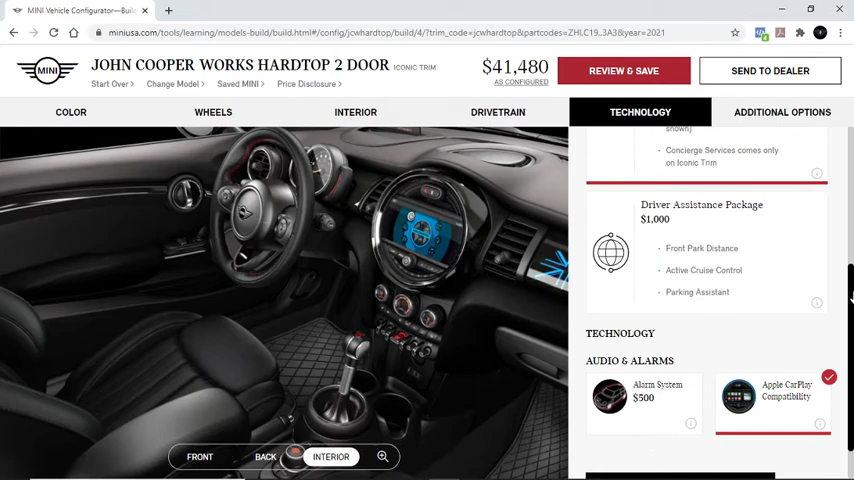 MINI Vehicle Configurator—Buil
miniusa.com/tools/learning/models-build/build.html#/config/jcwhardtop/build/4/?trim_code=jcwhardtop&partcodes=ZHI,C19...3A3&year=2021
MINI
JOHN COOPER WORKS HARDTOP 2 DOOR ICONIC TRIM
Start Over
Change Model
Saved MINI
Price Disclosure
$41,480
AS CONFIGURED
REVIEW & SAVE
SEND TO DEALER
COLOR
WHEELS
INTERIOR
DRIVETRAIN
TECHNOLOGY
ADDITIONAL OPTIONS
shown)
Concierge Services comes only
on Iconic Trim
Driver Assistance Package
$1,000
Front Park Distance
Active Cruise Control
Parking Assistant
TECHNOLOGY
AUDIO & ALARMS
Alarm System
$500
Apple CarPlay
Compatibility
FRONT
BACK
INTERIOR